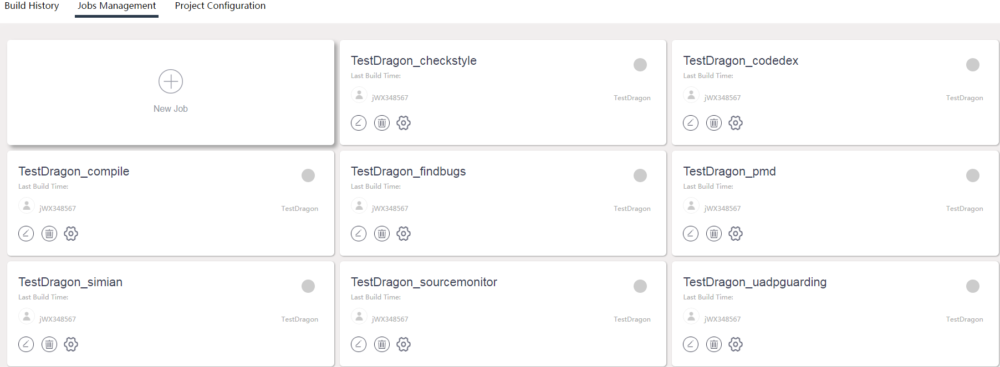 Build History
Jobs Management
Project Configuration
New Job
TestDragon_checkstyle
Last Build Time:
jWX348567
TestDragon
TestDragon_codedex
Last Build Time:
jWX348567
TestDragon
TestDragon_compile
Last Build Time:
jWX348567
TestDragon
TestDragon_findbugs
Last Build Time:
jWX348567
TestDragon
TestDragon_pmd
Last Build Time:
jWX348567
TestDragon
TestDragon_simian
Last Build Time:
jWX348567
TestDragon
TestDragon_sourcemonitor
Last Build Time:
jWX348567
TestDragon
TestDragon_uadpguarding
Last Build Time:
jWX348567
TestDragon